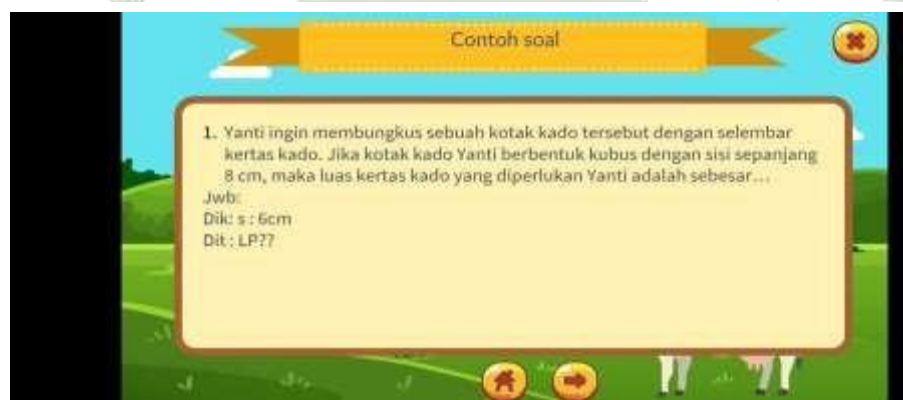 Contoh soal
1. Yanti ingin membungkus sebuah kotak kado tersebut dengan selembar
kertas kado. Jika kotak kado Yanti berbentuk kubus dengan sisi sepanjang
8 cm, maka luas kertas kado yang diperlukan Yanti adalah sebesar...
Jwb:
Dik: s : 6cm
Dit : LP??